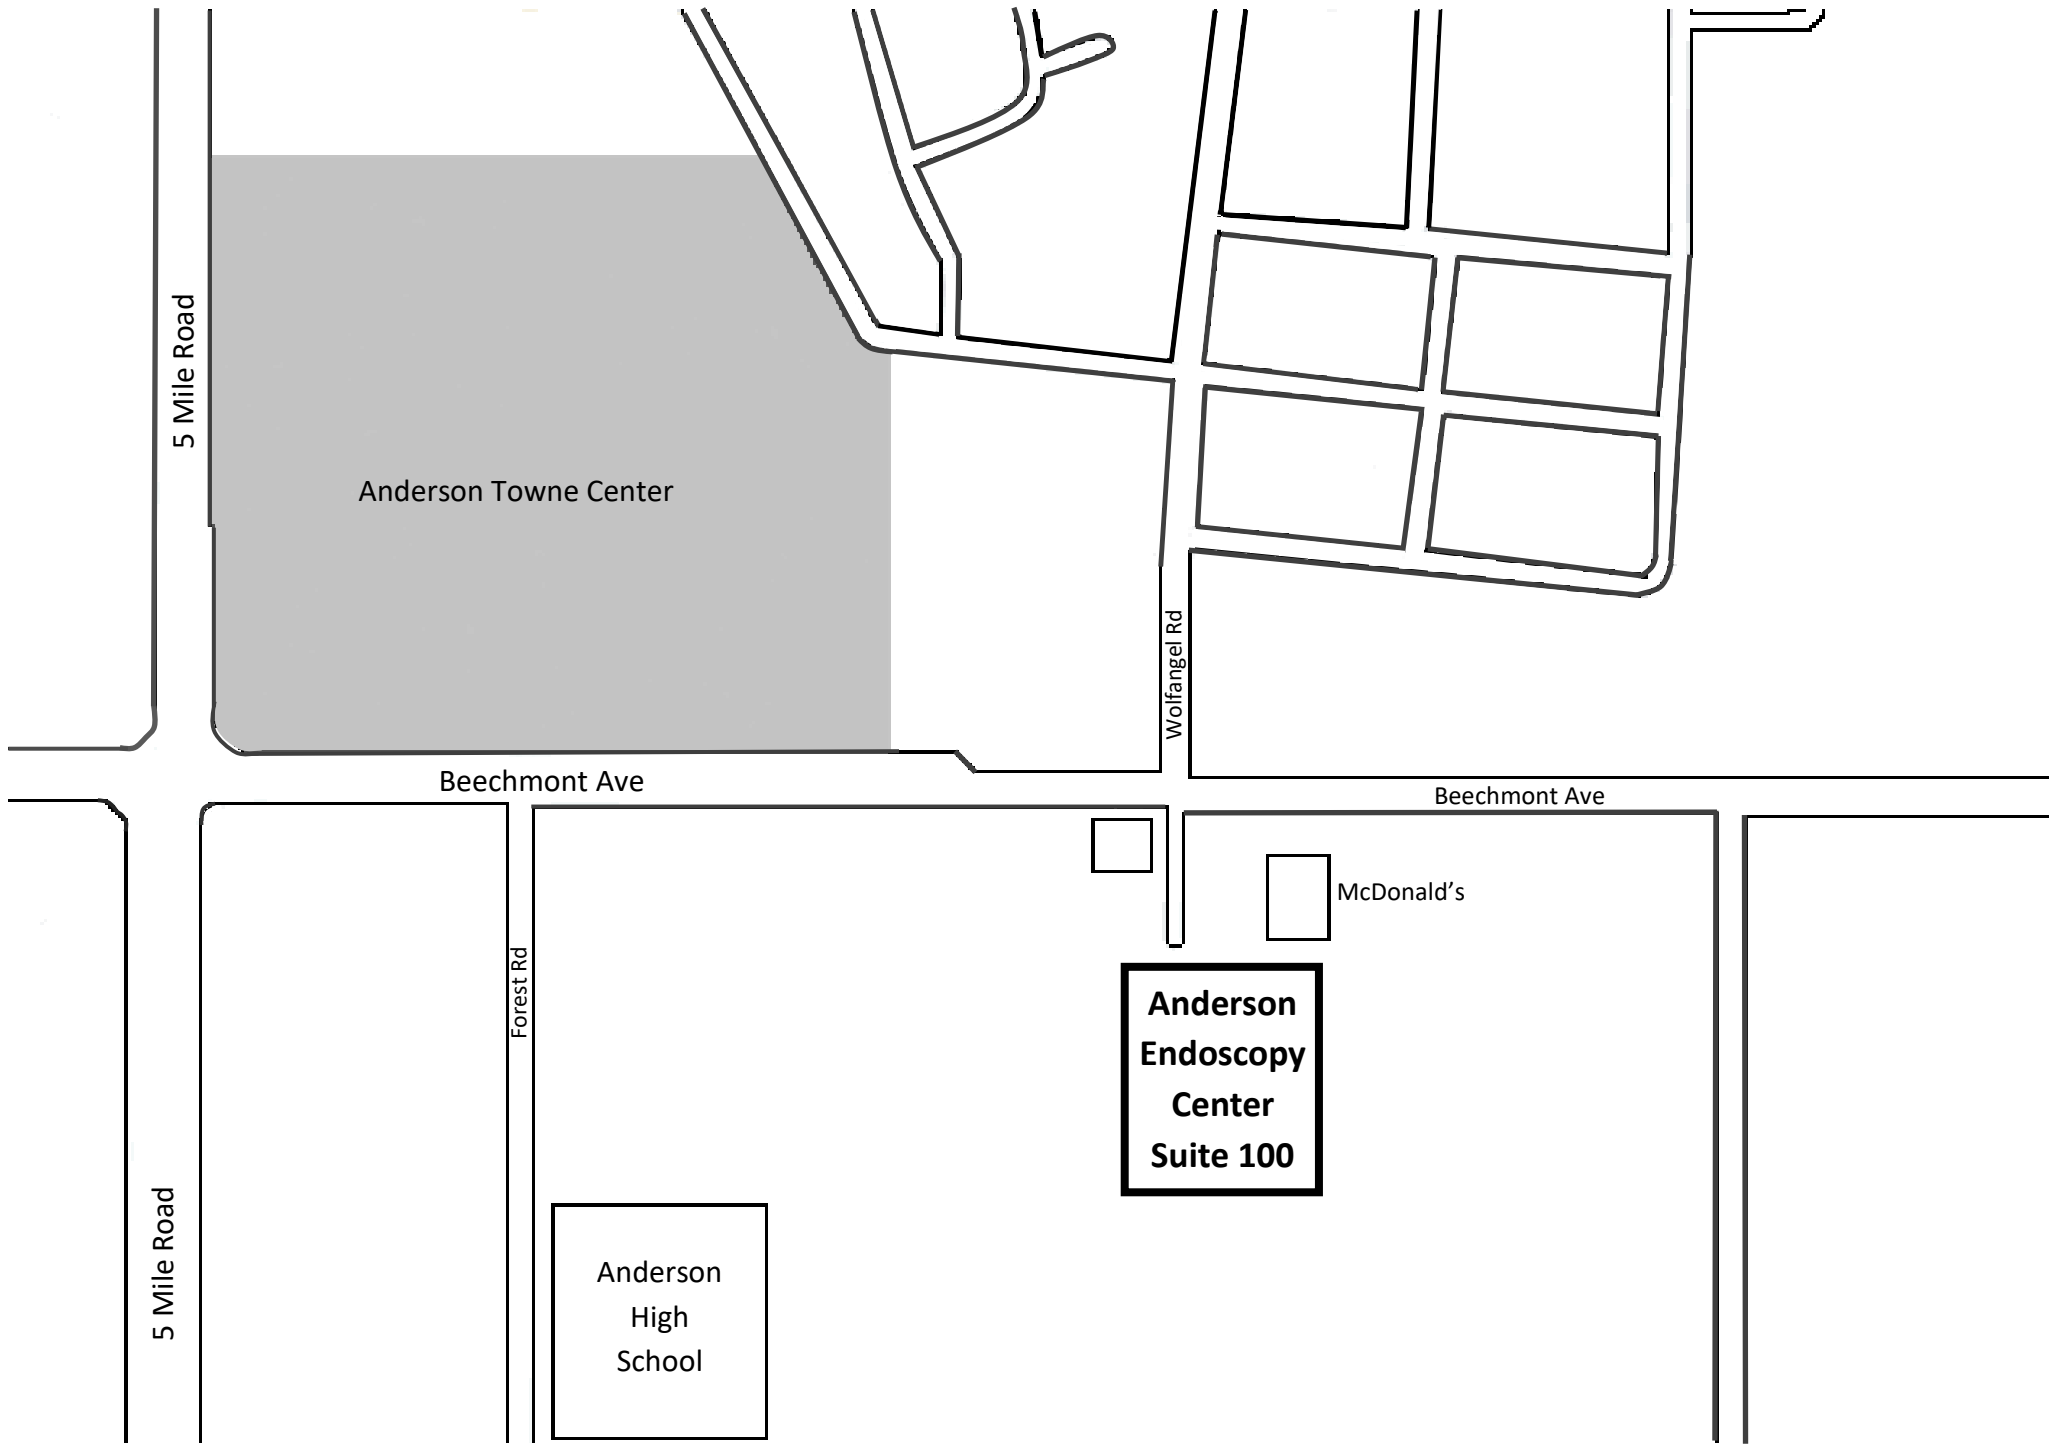 5 Mile Road
Anderson Towne Center
Wolfangel Rd
Beechmont Ave
Beechmont Ave
McDonald’s
Forest Rd
Anderson
Endoscopy
Center
Suite 100
5 Mile Road
Anderson
High
School